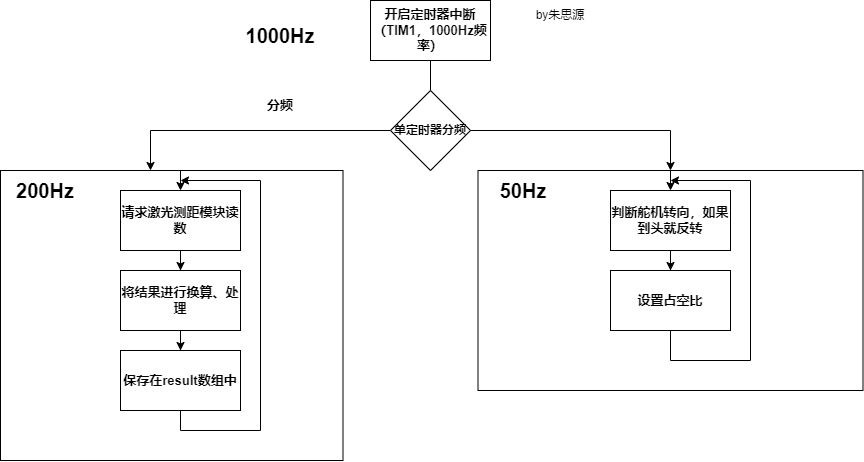 开启定时器中断
（TIM1，1000Hz频
率）
by朱思源
1000Hz
分频
单定时器分频
200Hz
请求激光测距模块读
数
将结果进行换算、处
理
保存在result数组中
50Hz
判断舵机转向，如果
到头就反转
设置占空比